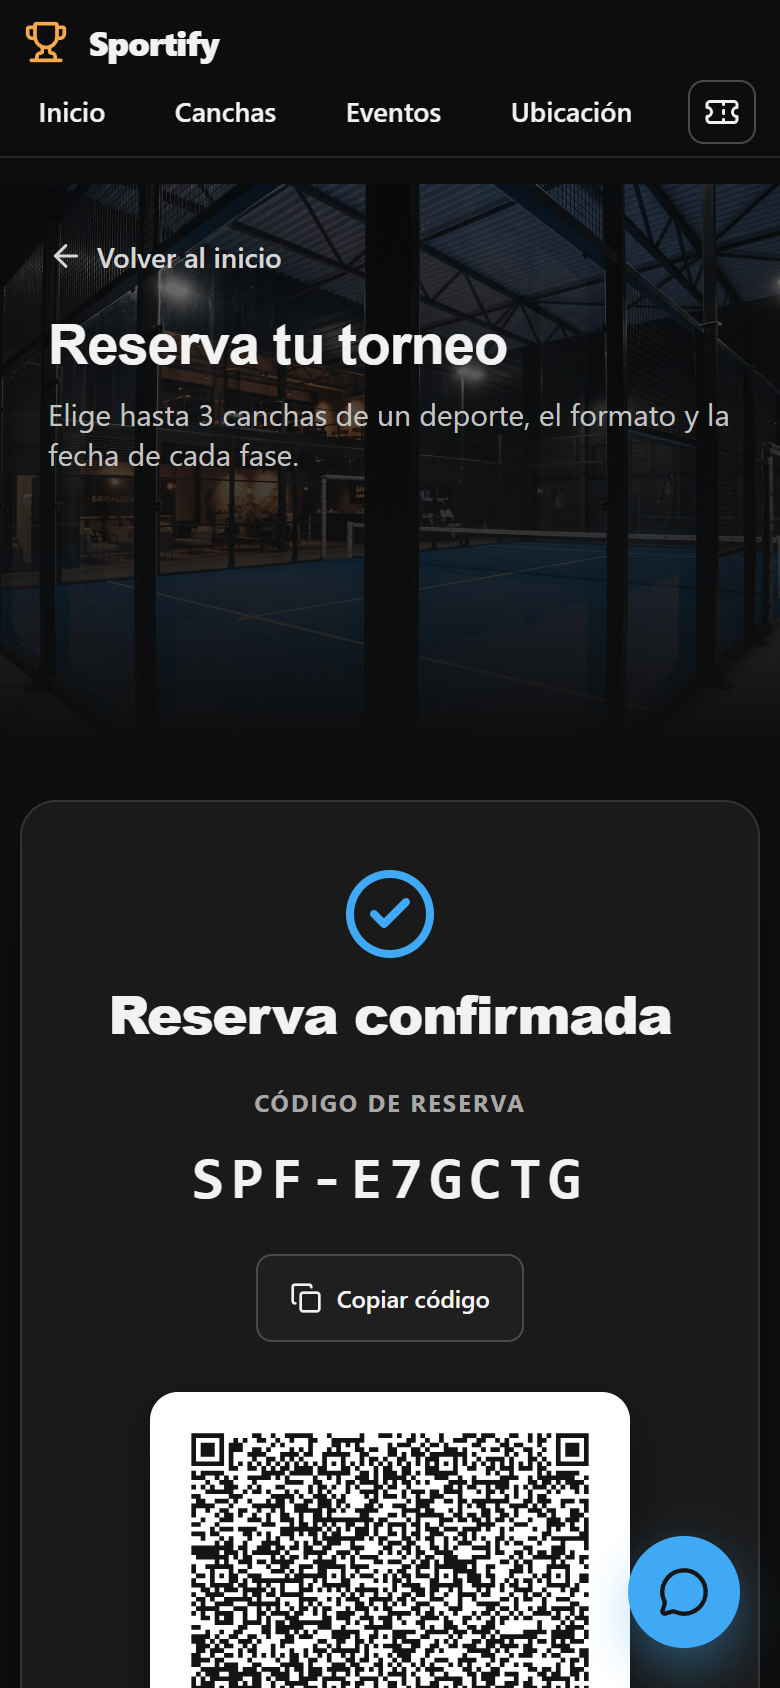 Sportify
Inicio
Canchas
Eventos
Ubicación
Volver al inicio
Reserva tu torneo
Elige hasta 3 canchas de un deporte, el formato y la
fecha de cada fase.
Reserva confirmada
CÓDIGO DE RESERVA
SPF-E7GCTG
Copiar código